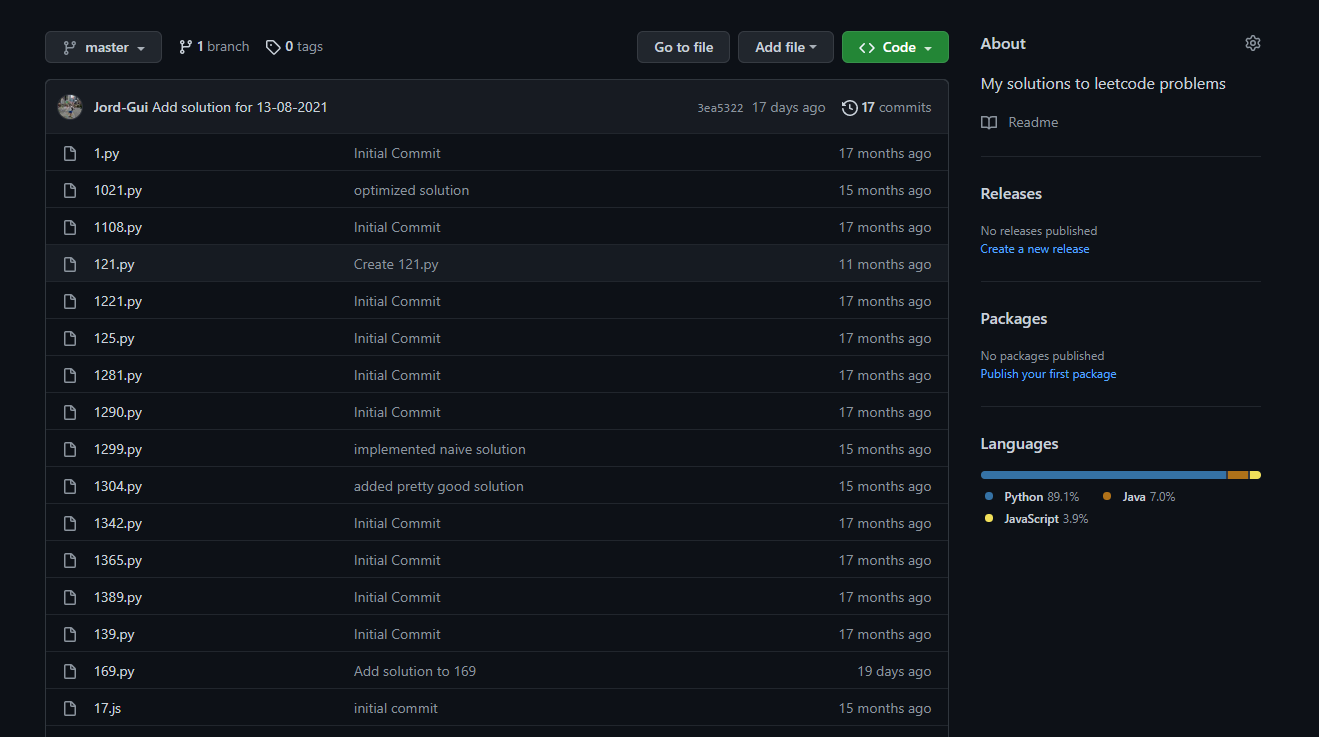 master 1 branch 0 tags Go to file Add file Code
Jord-Gui Add solution for 13-08-2021 3ea5322 17 days ago 17 commits
1.py Initial Commit 17 months ago
1021.py optimized solution 15 months ago
1108.py Initial Commit 17 months ago
121.py Create 121.py 11 months ago
1221.py Initial Commit 17 months ago
125.py Initial Commit 17 months ago
1281.py Initial Commit 17 months ago
1290.py Initial Commit 17 months ago
1299.py implemented naive solution 15 months ago
1304.py added pretty good solution 15 months ago
1342.py Initial Commit 17 months ago
1365.py Initial Commit 17 months ago
1389.py Initial Commit 17 months ago
139.py Initial Commit 17 months ago
169.py Add solution to 169 19 days ago
17.js initial commit 15 months ago
About
My solutions to leetcode problems
Readme
Releases
No releases published
Create a new release
Packages
No packages published
Publish your first package
Languages
Python 89.1% Java 7.0%
JavaScript 3.9%